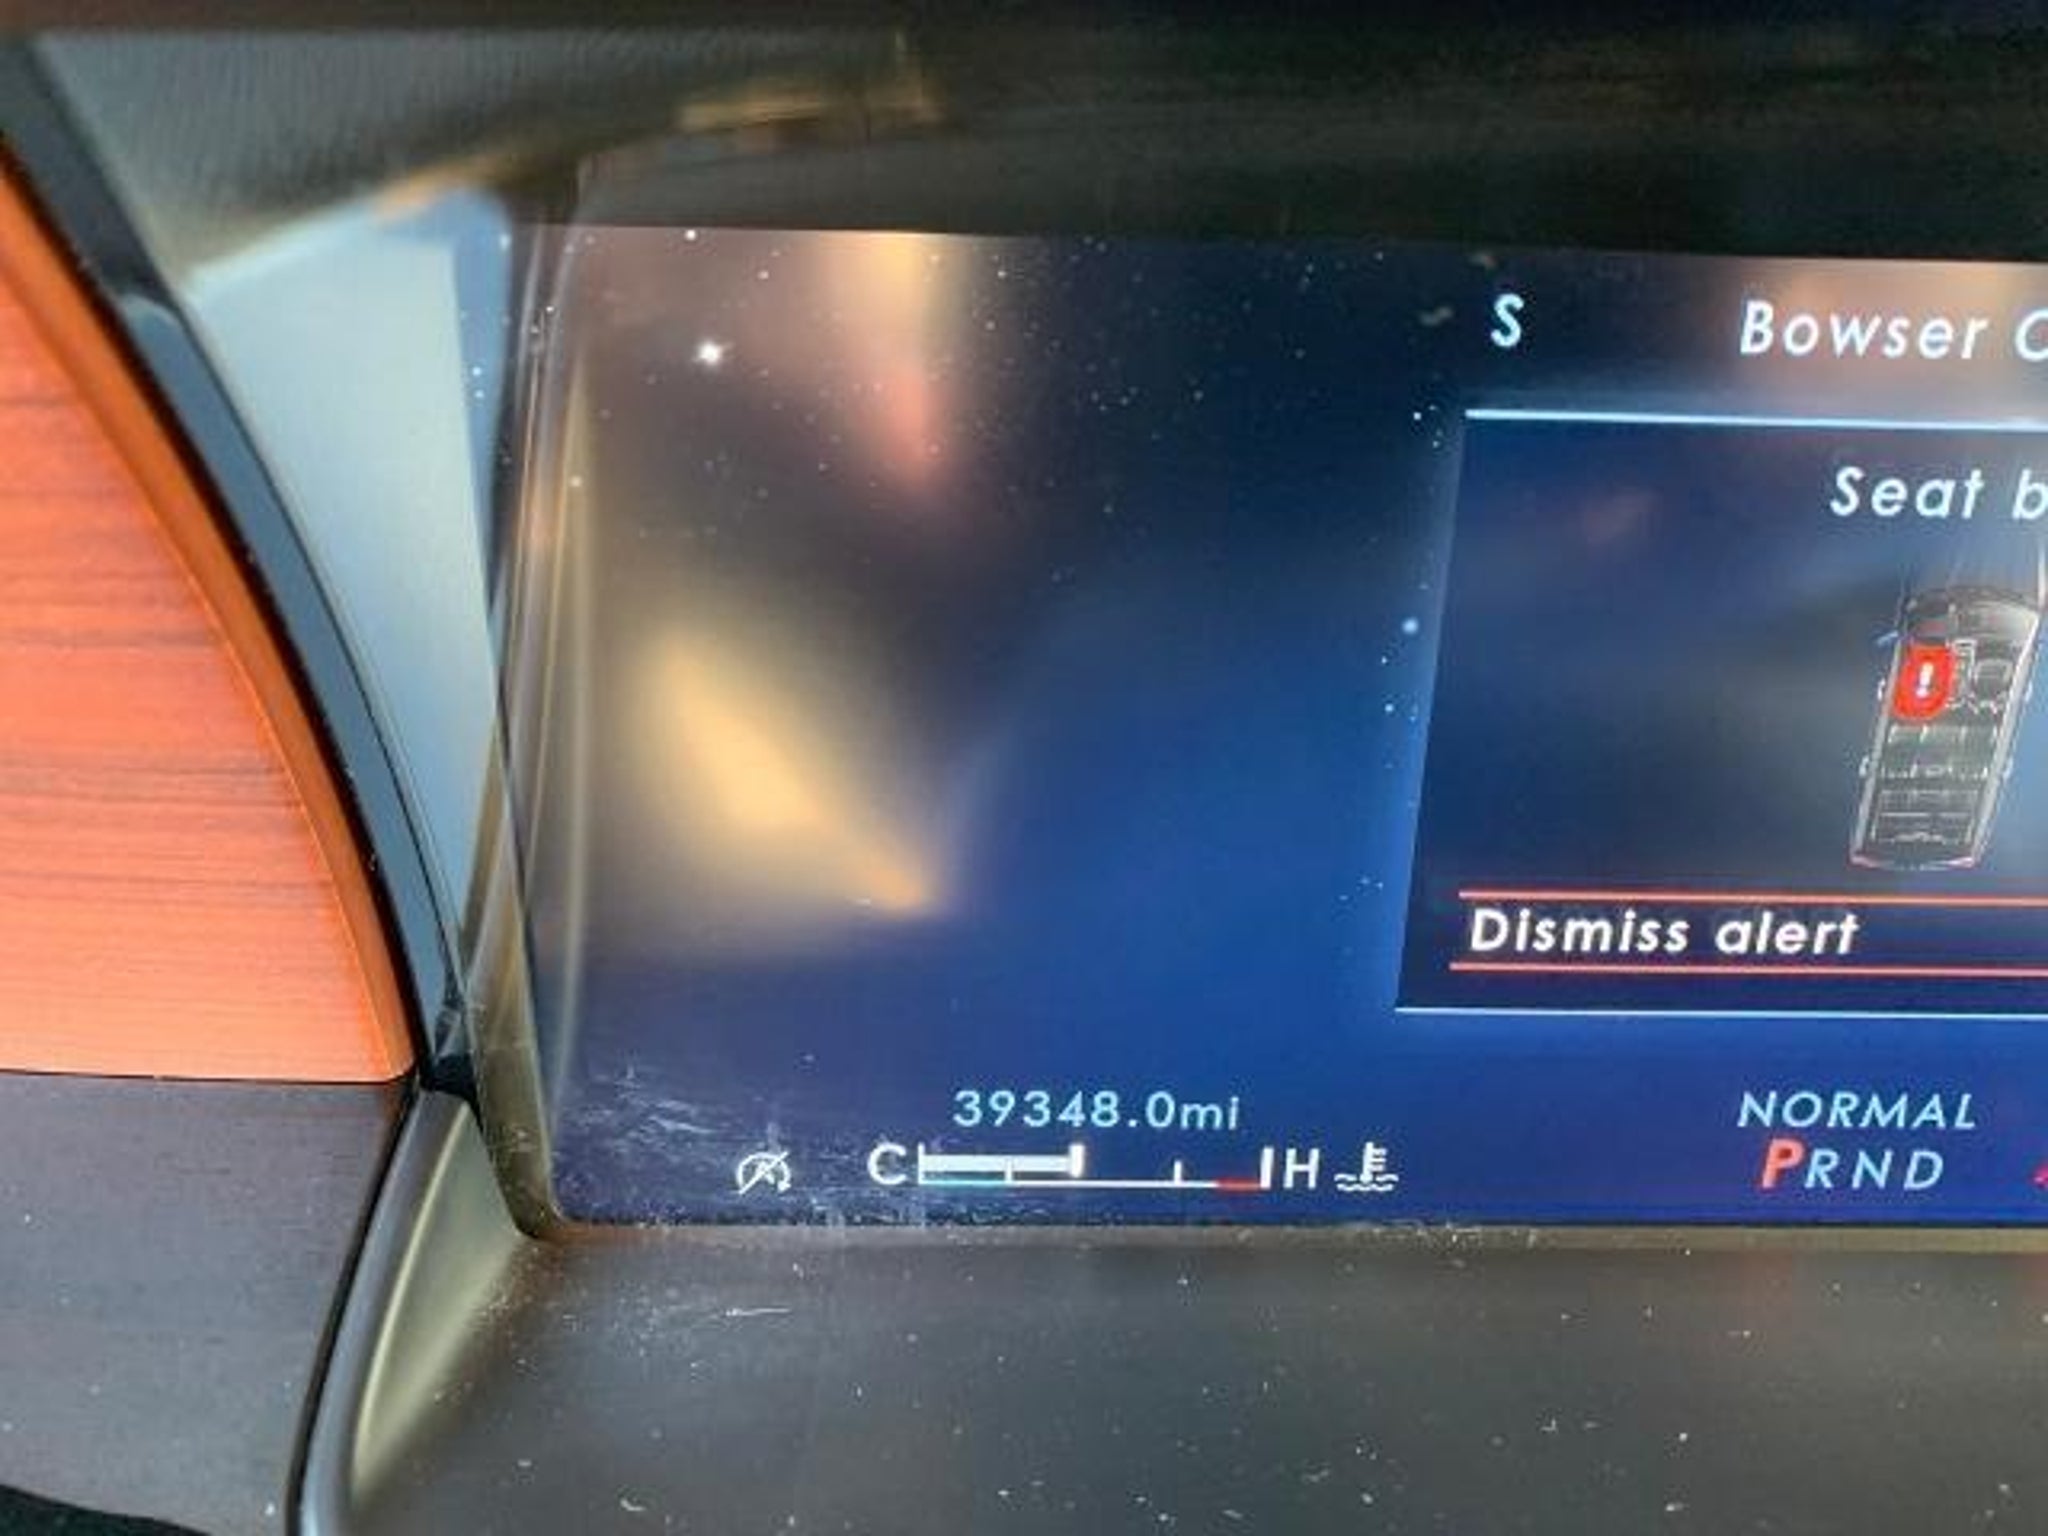 S
Bowser C
Seat b
!
Dismiss alert
39348.0mi
NORMAL
C H
PRND